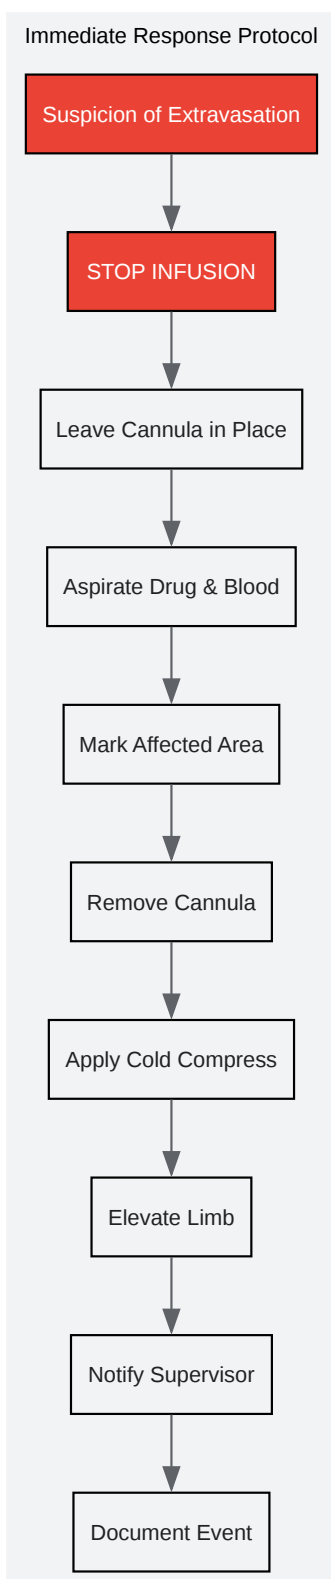 Immediate Response Protocol
Suspicion of Extravasation
STOP INFUSION
Leave Cannula in Place
Aspirate Drug & Blood
Mark Affected Area
Remove Cannula
Apply Cold Compress
Elevate Limb
Notify Supervisor
Document Event